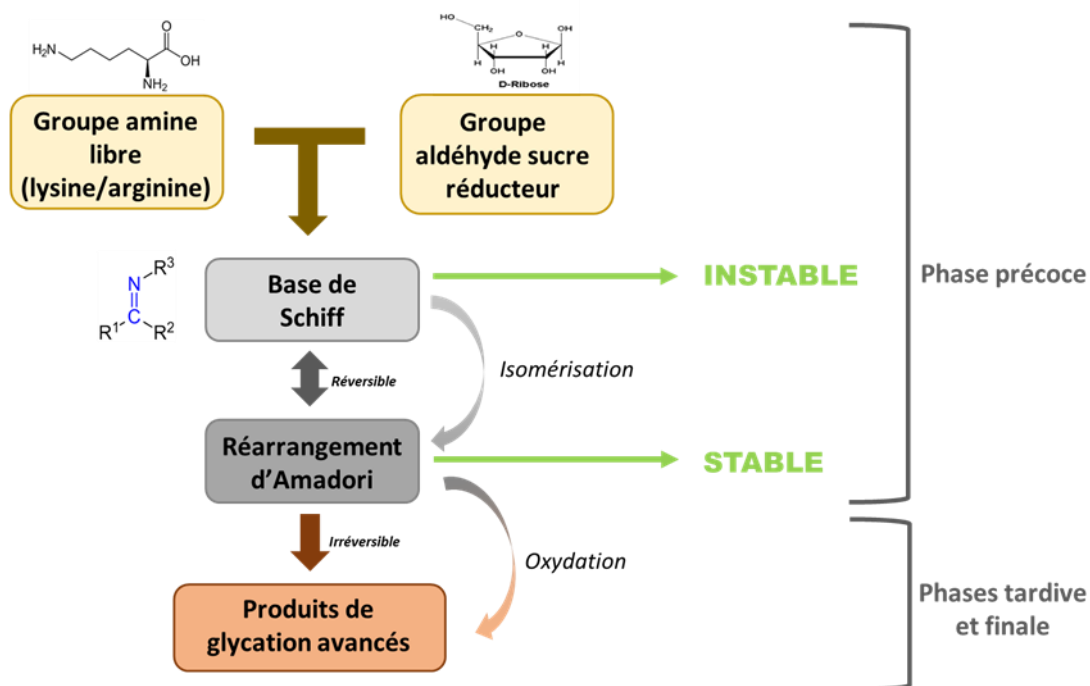 H₂N
O
OH
NH₂
HO
CH₂
O
OH
H
H
H
H
OH
OH
D-Ribose
Groupe amine
libre
(lysine/arginine)
Groupe
aldéhyde sucre
réducteur
N
R³
C
R¹
R²
Base de
Schiff
INSTABLE
Phase précoce
Isomérisation
Réversible
Réarrangement
d’Amadori
STABLE
Irréversible
Oxydation
Produits de
glycation avancés
Phases tardive
et finale